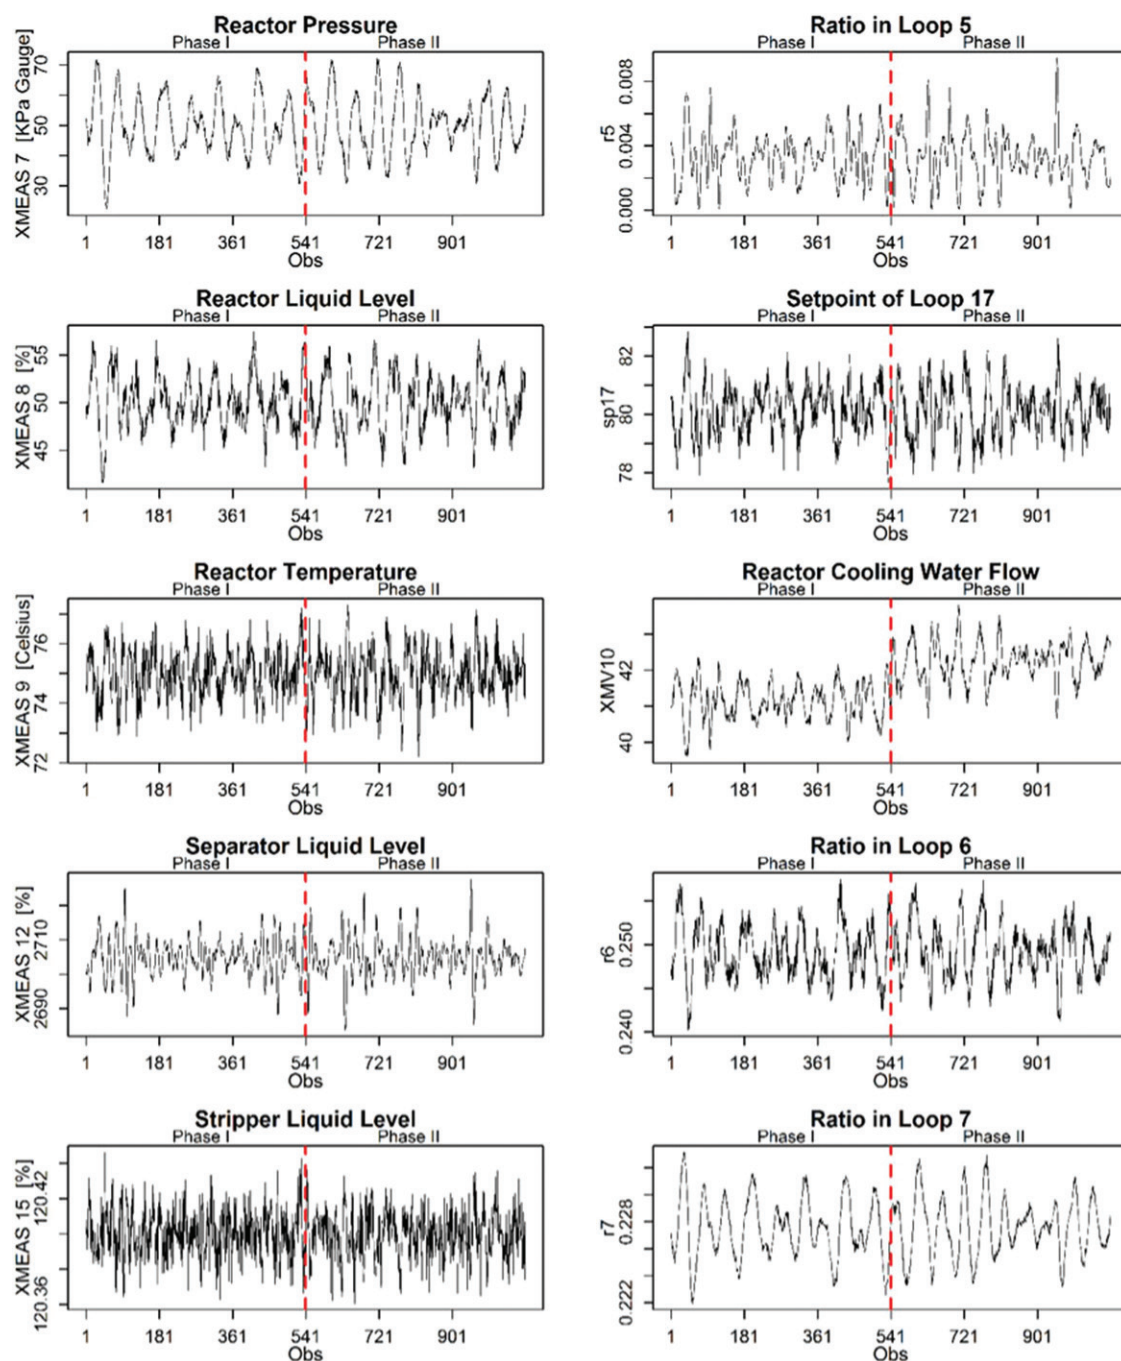 Reactor Pressure
Phase I Phase II
XMEAS 7 [KPa Gauge]
70
50
30
1 181 361 541 721 901
Obs
Ratio in Loop 5
Phase I Phase II
r5
0.008
0.004
0.000
1 181 361 541 721 901
Obs
Reactor Liquid Level
Phase I Phase II
XMEAS 8 [%]
55
50
45
1 181 361 541 721 901
Obs
Setpoint of Loop 17
Phase I Phase II
sp17
82
80
78
1 181 361 541 721 901
Obs
Reactor Temperature
Phase I Phase II
XMEAS 9 [Celsius]
76
74
72
1 181 361 541 721 901
Obs
Reactor Cooling Water Flow
Phase I Phase II
XMV10
42
40
1 181 361 541 721 901
Obs
Separator Liquid Level
Phase I Phase II
XMEAS 12 [%]
2710
2690
1 181 361 541 721 901
Obs
Ratio in Loop 6
Phase I Phase II
r6
0.250
0.240
1 181 361 541 721 901
Obs
Stripper Liquid Level
Phase I Phase II
XMEAS 15 [%]
120.42
120.36
1 181 361 541 721 901
Obs
Ratio in Loop 7
Phase I Phase II
r7
0.228
0.222
1 181 361 541 721 901
Obs